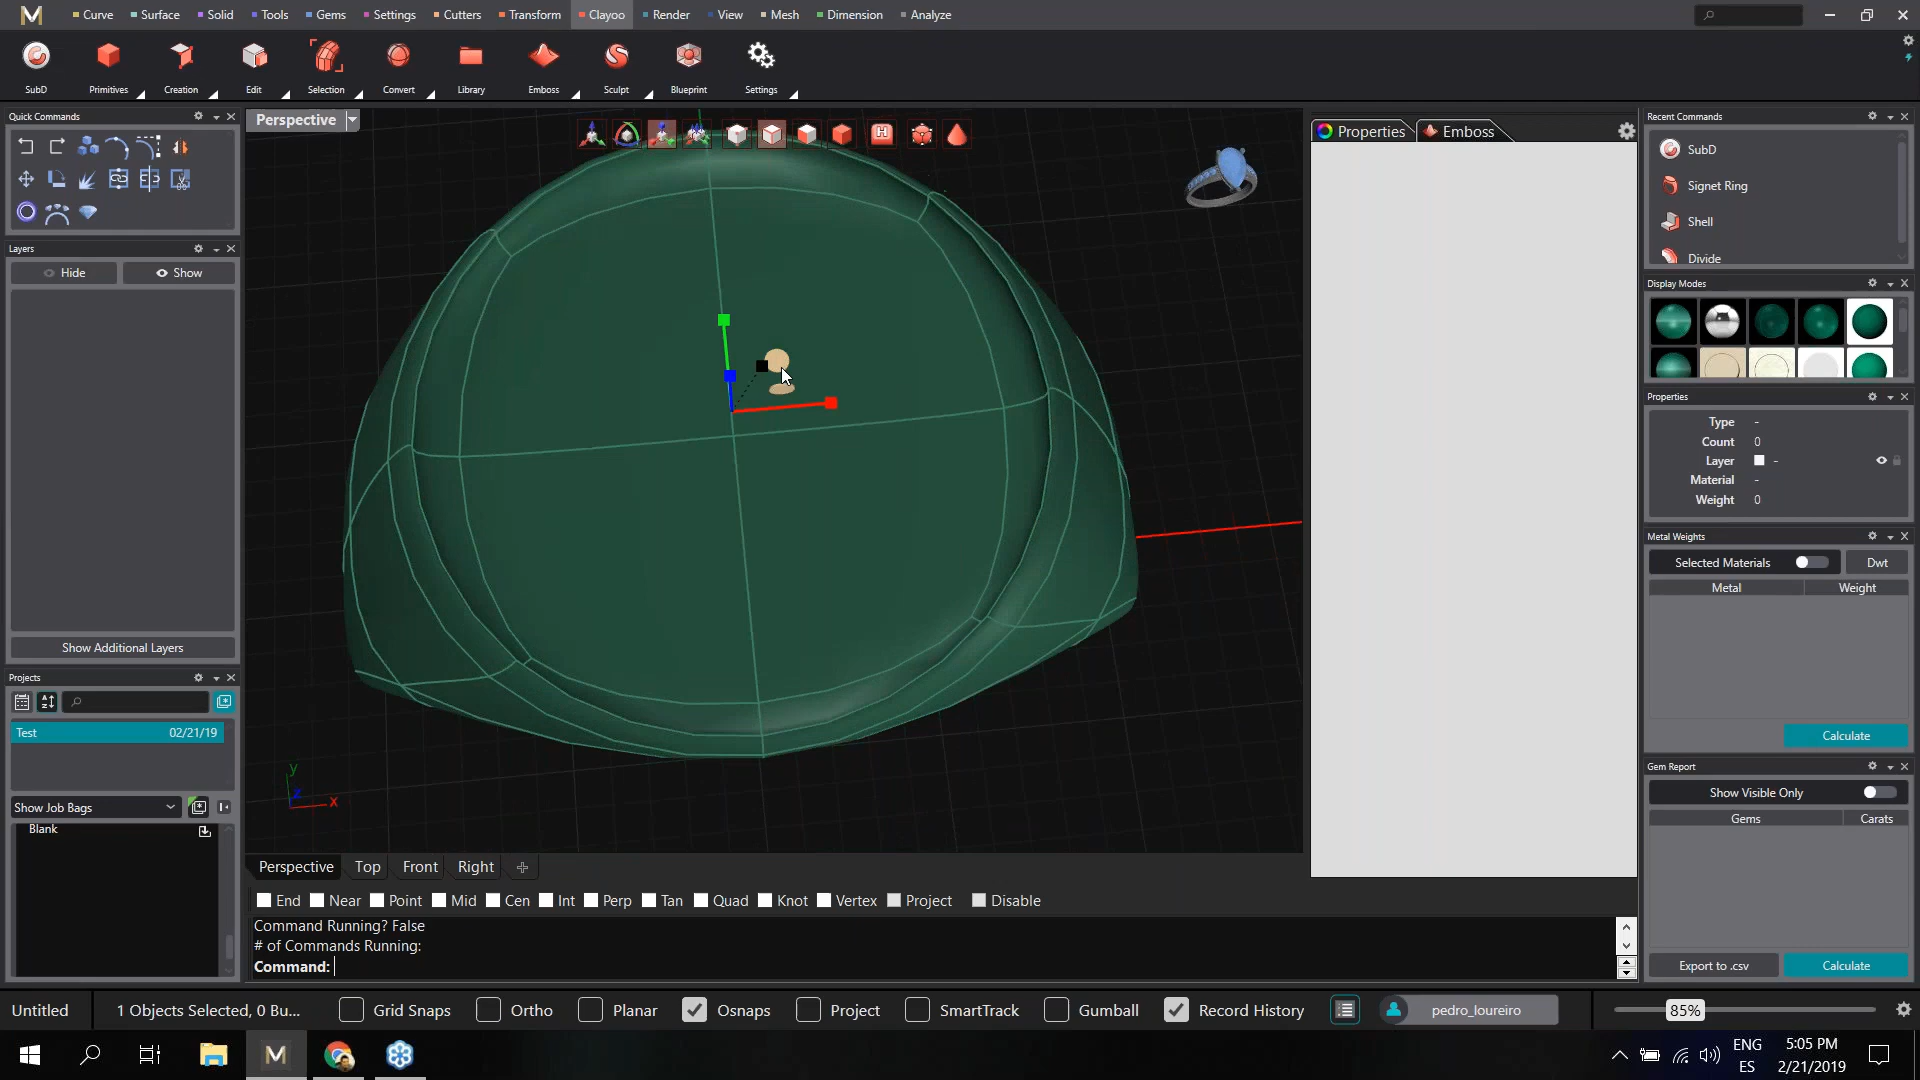 Curve
Surface
Solid
Tools
Gems
Settings
Cutters
Transform
Clayoo
Render
View
Mesh
Dimension
Analyze
SubD
Primitives
Creation
Edit
Selection
Convert
Library
Emboss
Sculpt
Blueprint
Settings
Quick Commands
Perspective
Properties
Emboss
Recent Commands
SubD
Signet Ring
Shell
Divide
Layers
Hide
Show
Show Additional Layers
Display Modes
Properties
Type -
Count 0
Layer -
Material -
Weight 0
Metal Weights
Selected Materials
Dwt
Metal
Weight
Calculate
Projects
Test 02/21/19
Show Job Bags
Blank
Gem Report
Show Visible Only
Gems
Carats
Export to .csv
Calculate
y
z
x
Perspective
Top
Front
Right
End
Near
Point
Mid
Cen
Int
Perp
Tan
Quad
Knot
Vertex
Project
Disable
Command Running? False
# of Commands Running:
Command:
Untitled
1 Objects Selected, 0 Bu...
Grid Snaps
Ortho
Planar
Osnaps
Project
SmartTrack
Gumball
Record History
pedro_loureiro
85%
ENG
ES
5:05 PM
2/21/2019